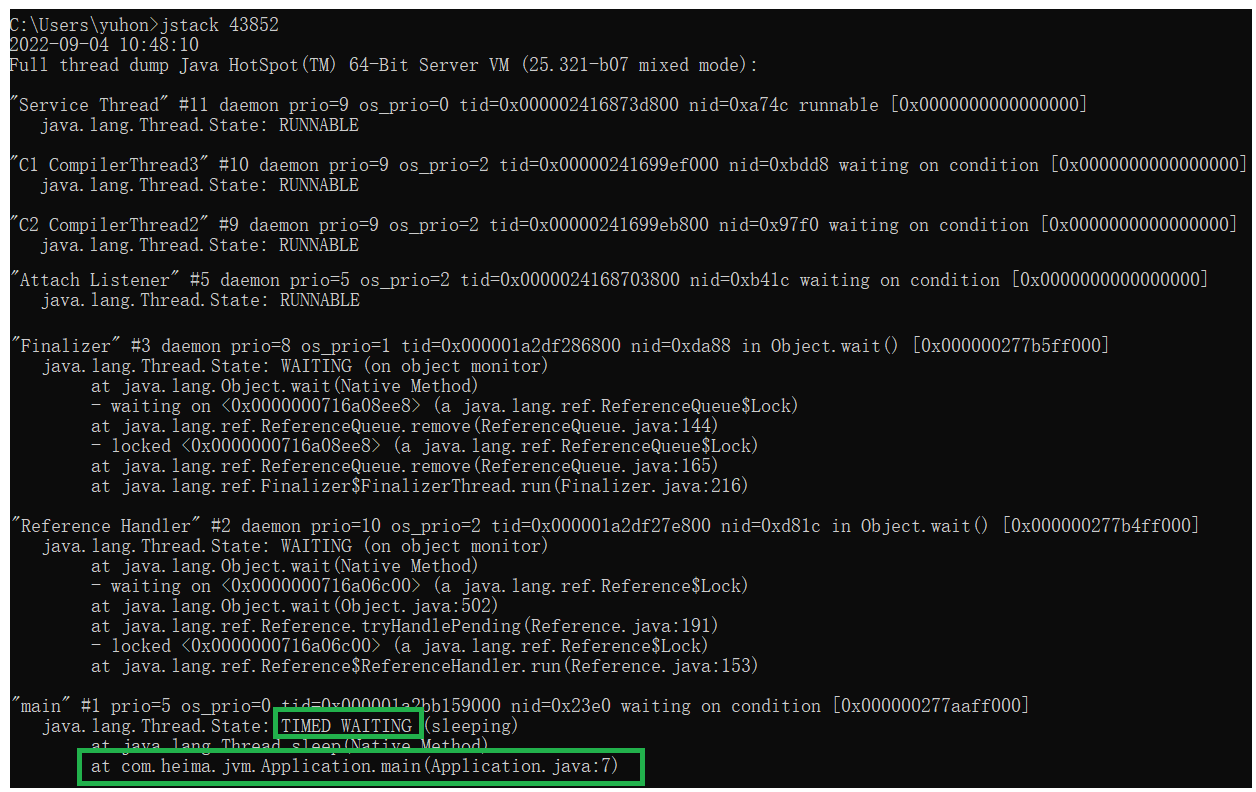 C:\Users\yuhon>jstack 43852
2022-09-04 10:48:10
Full thread dump Java HotSpot(TM) 64-Bit Server VM (25.321-b07 mixed mode):
"Service Thread" #11 daemon prio=9 os_prio=0 tid=0x000002416873d800 nid=0xa74c runnable [0x0000000000000000]
java.lang.Thread.State: RUNNABLE
"C1 CompilerThread3" #10 daemon prio=9 os_prio=2 tid=0x00000241699ef000 nid=0xbdd8 waiting on condition [0x0000000000000000]
java.lang.Thread.State: RUNNABLE
"C2 CompilerThread2" #9 daemon prio=9 os_prio=2 tid=0x00000241699eb800 nid=0x97f0 waiting on condition [0x0000000000000000]
java.lang.Thread.State: RUNNABLE
"Attach Listener" #5 daemon prio=5 os_prio=2 tid=0x0000024168703800 nid=0xb41c waiting on condition [0x0000000000000000]
java.lang.Thread.State: RUNNABLE
"Finalizer" #3 daemon prio=8 os_prio=1 tid=0x000001a2df286800 nid=0xda88 in Object.wait() [0x000000277b5ff000]
java.lang.Thread.State: WAITING (on object monitor)
at java.lang.Object.wait(Native Method)
- waiting on <0x0000000716a08ee8> (a java.lang.ref.ReferenceQueue$Lock)
at java.lang.ref.ReferenceQueue.remove(ReferenceQueue.java:144)
- locked <0x0000000716a08ee8> (a java.lang.ref.ReferenceQueue$Lock)
at java.lang.ref.ReferenceQueue.remove(ReferenceQueue.java:165)
at java.lang.ref.Finalizer$FinalizerThread.run(Finalizer.java:216)
"Reference Handler" #2 daemon prio=10 os_prio=2 tid=0x000001a2df27e800 nid=0xd81c in Object.wait() [0x000000277b4ff000]
java.lang.Thread.State: WAITING (on object monitor)
at java.lang.Object.wait(Native Method)
- waiting on <0x0000000716a06c00> (a java.lang.ref.Reference$Lock)
at java.lang.Object.wait(Object.java:502)
at java.lang.ref.Reference.tryHandlePending(Reference.java:191)
- locked <0x0000000716a06c00> (a java.lang.ref.Reference$Lock)
at java.lang.ref.Reference$ReferenceHandler.run(Reference.java:153)
"main" #1 prio=5 os_prio=0 tid=0x000001a2bb159000 nid=0x23e0 waiting on condition [0x000000277aaff000]
java.lang.Thread.State: TIMED_WAITING (sleeping)
at java.lang.Thread.sleep(Native Method)
at com.heima.jvm.Application.main(Application.java:7)